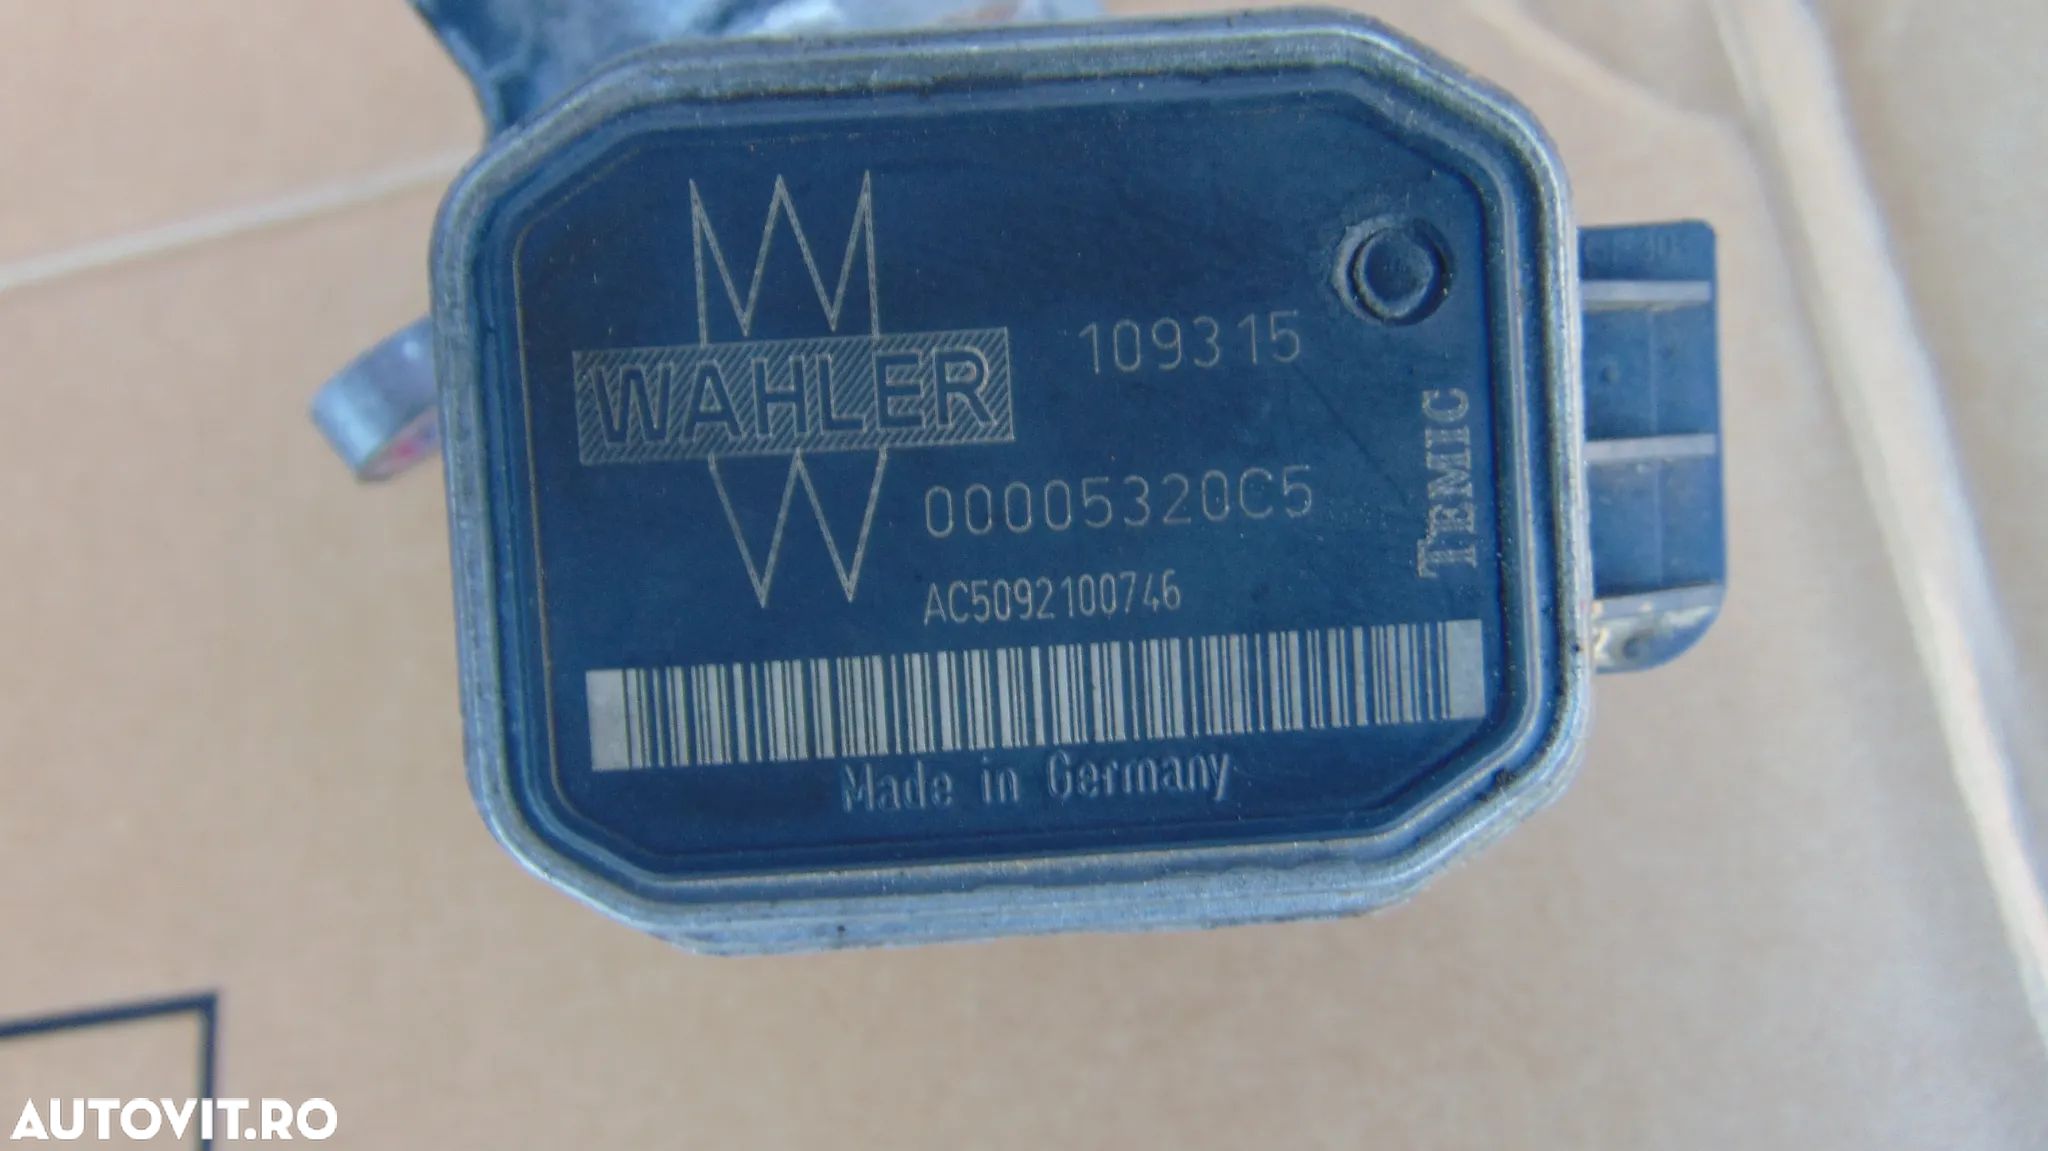 WAHLER
109315
00005320C5
TEMIC
AC5092100746
Made in Germany
AUTOVIT.RO